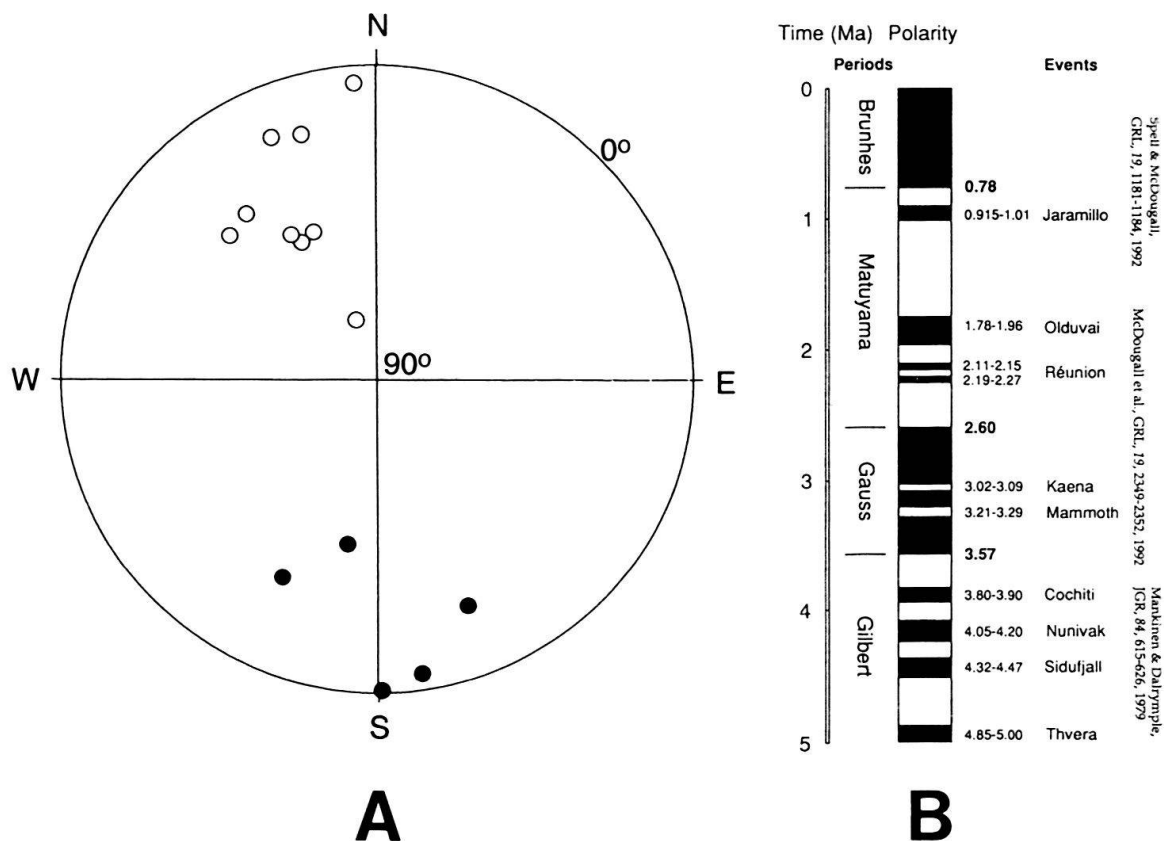 N
0º
W
90º
E
S
A
Time (Ma) Polarity
Periods
Events
0
Brunhes
0.78
1
0.915-1.01 Jaramillo
Matuyama
1.78-1.96 Olduvai
2
2.11-2.15
Réunion
2.19-2.27
2.60
3
Gauss
3.02-3.09 Kaena
3.21-3.29 Mammoth
3.57
3.80-3.90 Cochiti
4
Gilbert
4.05-4.20 Nunivak
4.32-4.47 Sidufjall
4.85-5.00 Thvera
5
Spell & McDougall,
GRL, 19, 1181-1184, 1992
McDougall et al., GRL, 19, 2349-2352, 1992
Mankinen & Dalrymple,
JGR, 84, 615-626, 1979
B